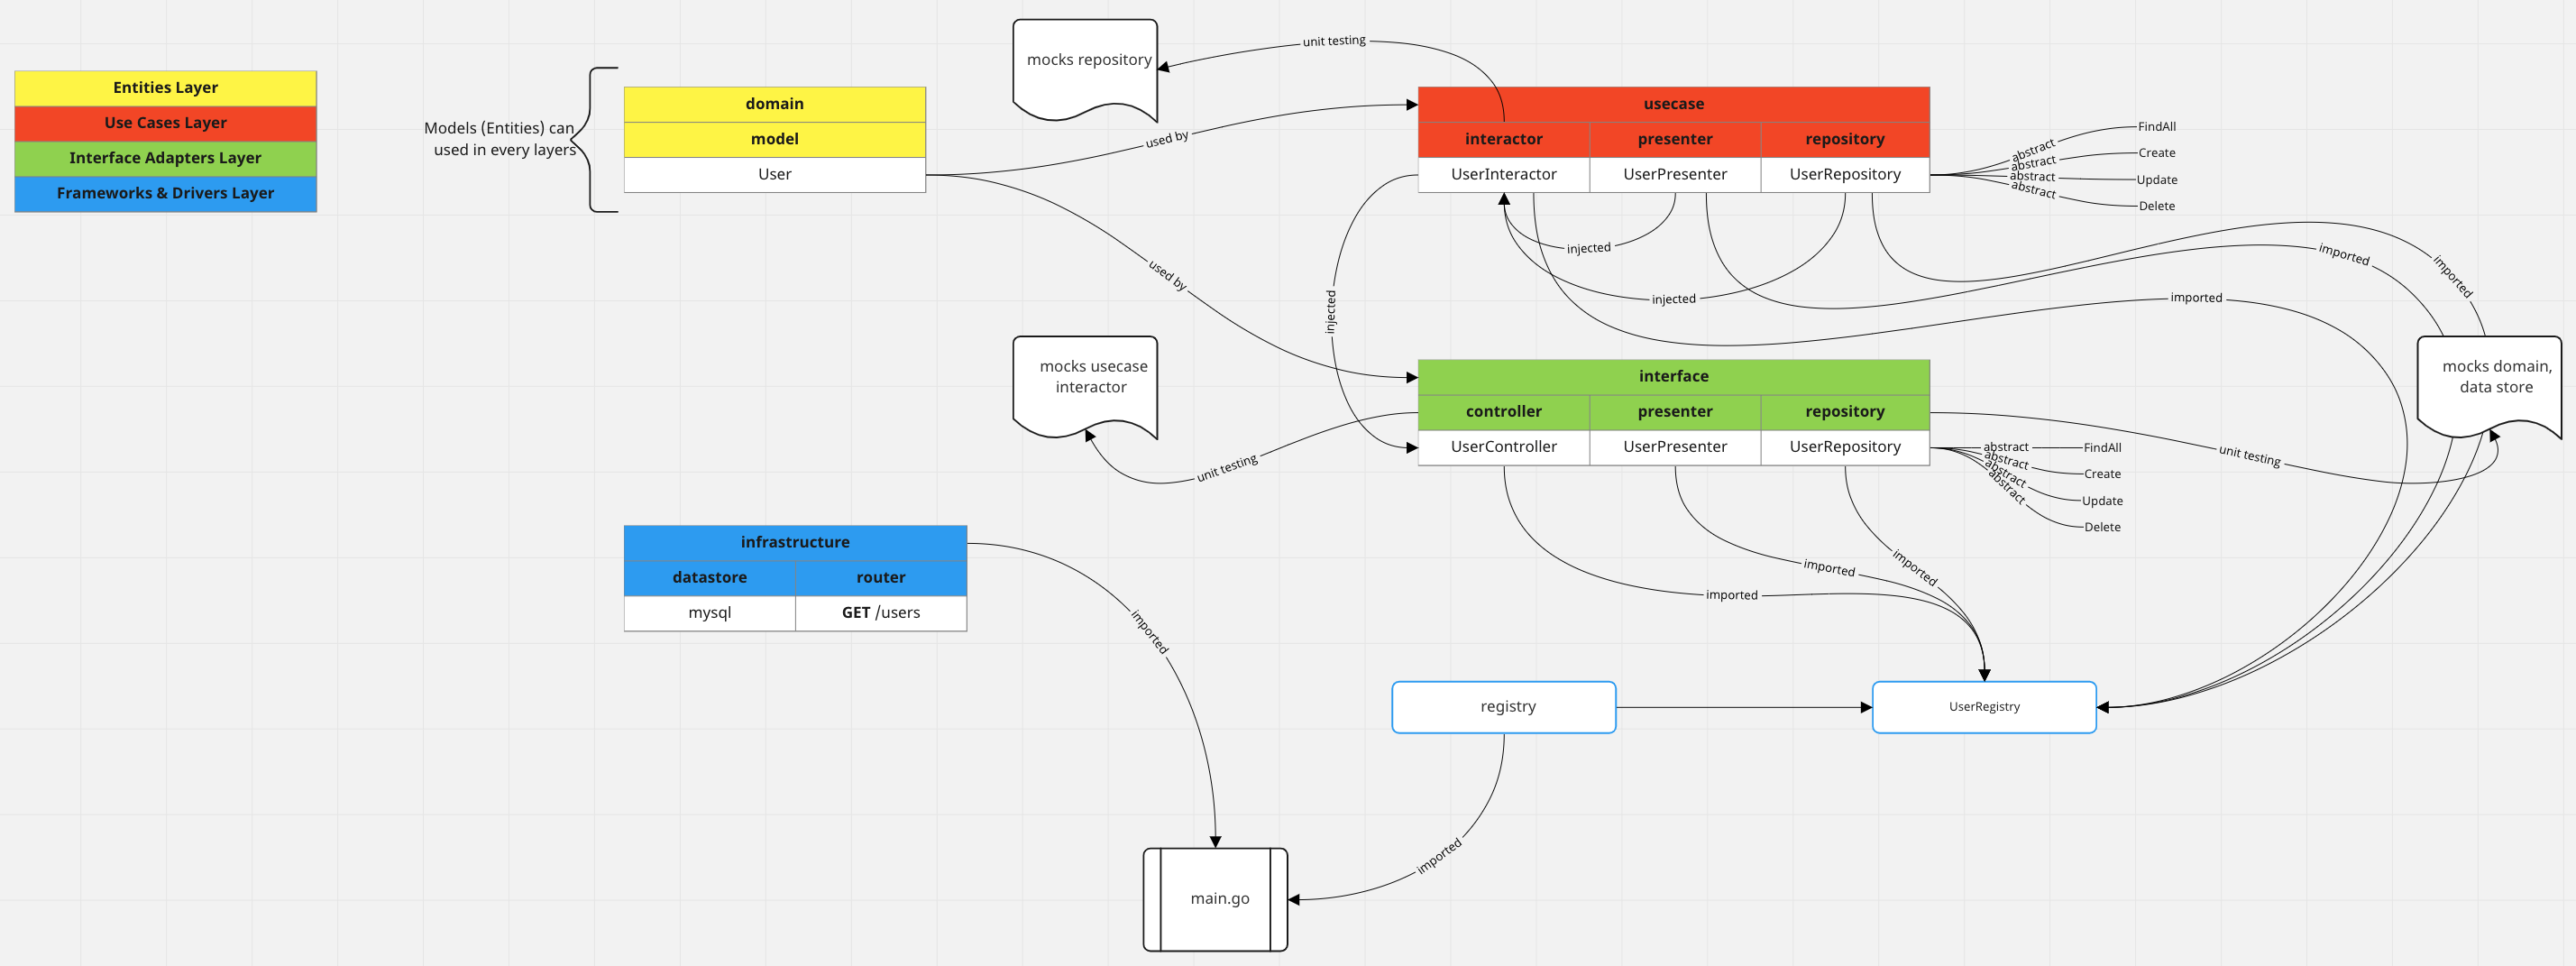 Entities Layer
Use Cases Layer
Interface Adapters Layer
Frameworks & Drivers Layer
Models (Entities) can
used in every layers
domain
model
User
mocks repository
unit testing
used by
used by
usecase
interactor presenter repository
UserInteractor UserPresenter UserRepository
abstract FindAll
abstract Create
abstract Update
abstract Delete
injected
injected
injected
imported
imported
imported
mocks domain,
data store
mocks usecase
interactor
unit testing
interface
controller presenter repository
UserController UserPresenter UserRepository
abstract FindAll
abstract Create
abstract Update
abstract Delete
unit testing
infrastructure
datastore router
mysql GET /users
imported
imported
imported
imported
registry
UserRegistry
imported
main.go